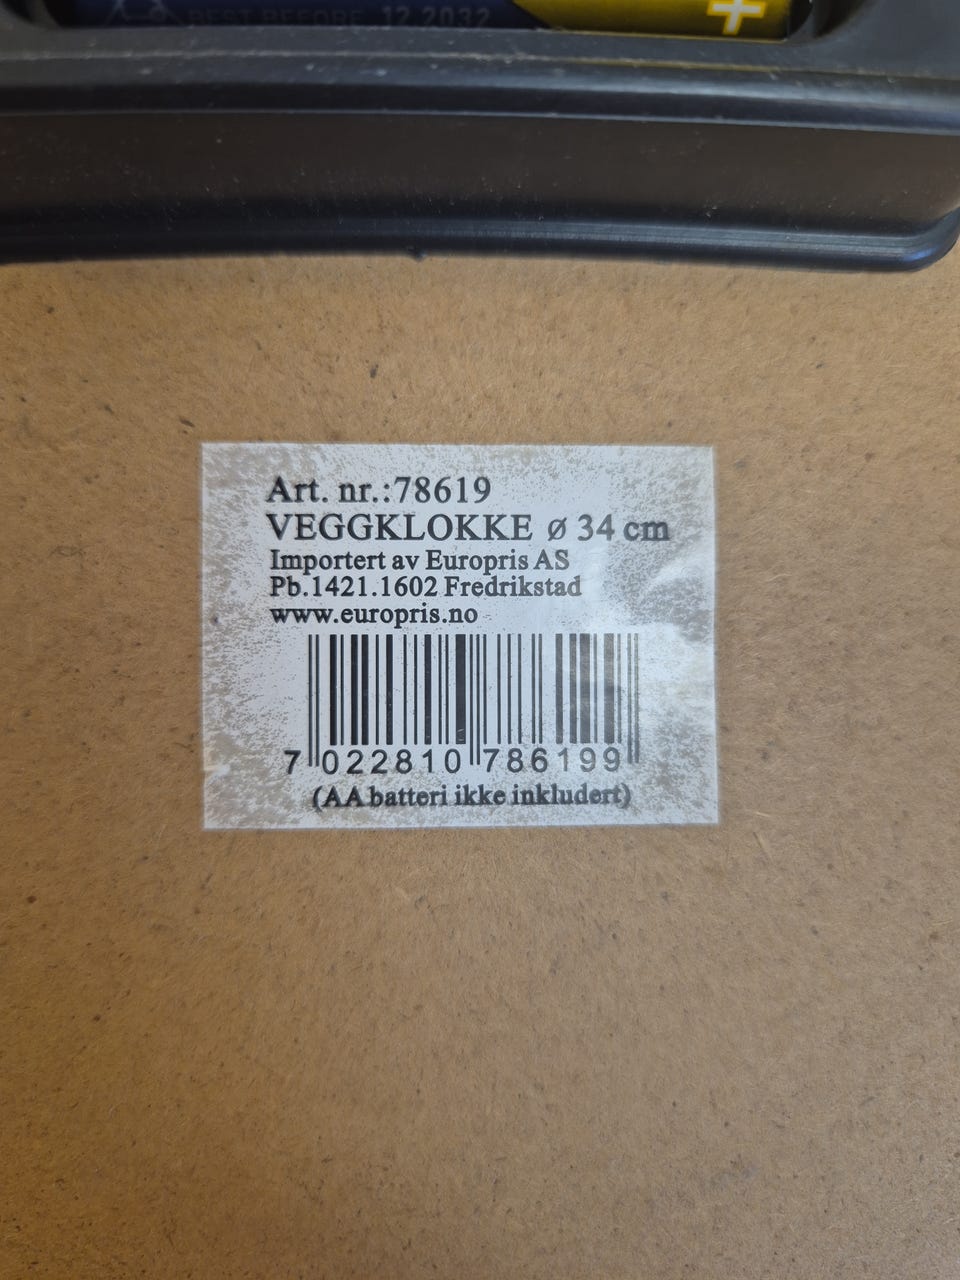 BEST BEFORE 12 2032
+
Art. nr.:78619
VEGGKLOKKE ø 34 cm
Importert av Europris AS
Pb.1421.1602 Fredrikstad
www.europris.no
7 022810 786199
(AA batteri ikke inkludert)